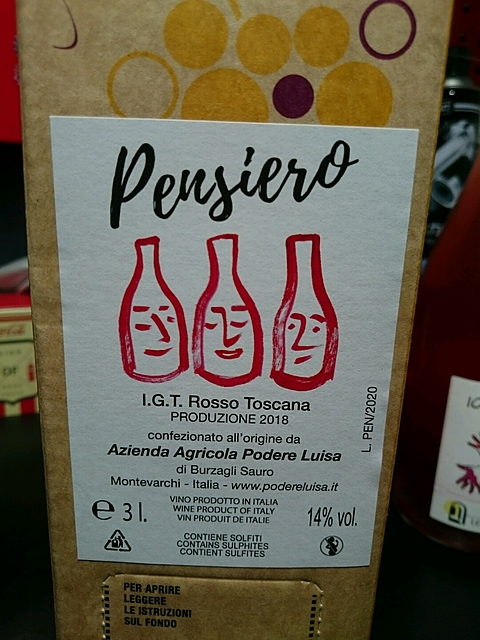 Pensiero
I.G.T. Rosso Toscana
PRODUZIONE 2018
confezionato all'origine da
Azienda Agricola Podere Luisa
di Burzagli Sauro
Montevarchi - Italia - www.podereluisa.it
L. PEN/2020
e 3 l.
VINO PRODOTTO IN ITALIA
WINE PRODUCT OF ITALY
VIN PRODUIT DE ITALIE
14% vol.
CONTIENE SOLFITI
CONTAINS SULPHITES
CONTIENT SULFITES
PER APRIRE
LEGGERE
LE ISTRUZIONI
SUL FONDO